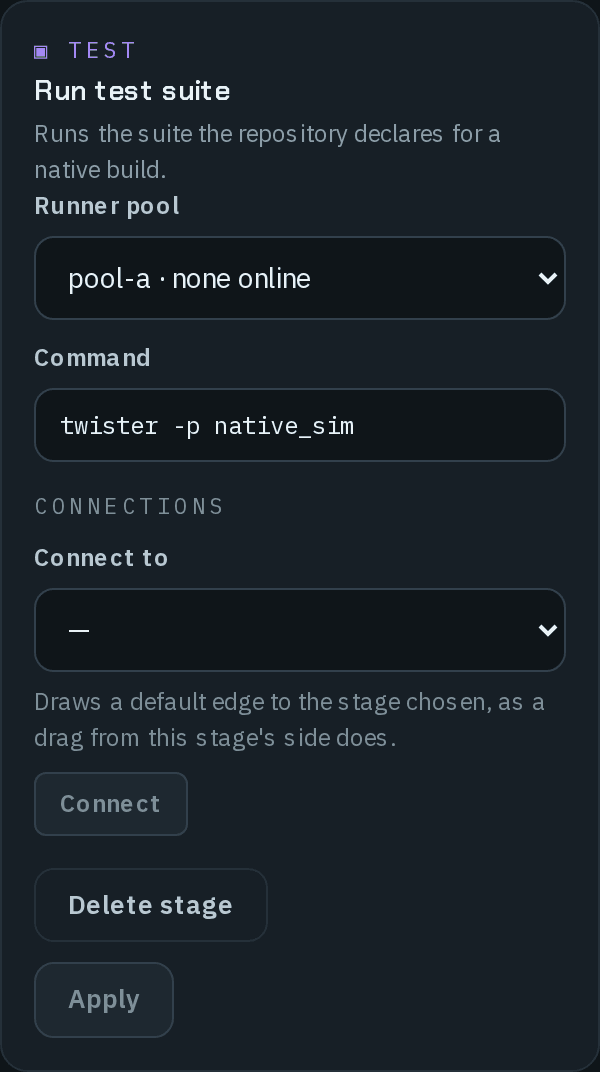 ▣ TEST
Run test suite
Runs the suite the repository declares for a
native build.
Runner pool
pool-a · none online
Command
twister -p native_sim
CONNECTIONS
Connect to
—
Draws a default edge to the stage chosen, as a
drag from this stage's side does.
Connect
Delete stage
Apply